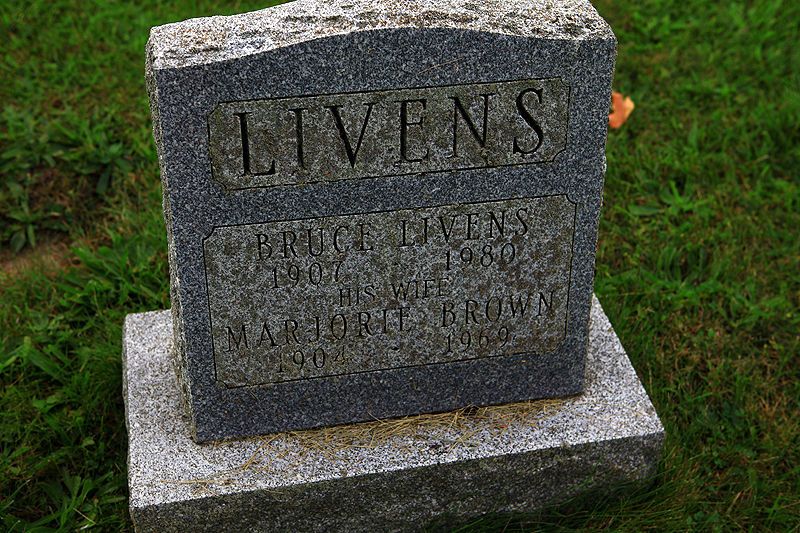 LIVENS
BRUCE LIVENS
1907 - 1980
HIS WIFE
MARJORIE BROWN
1904 - 1969